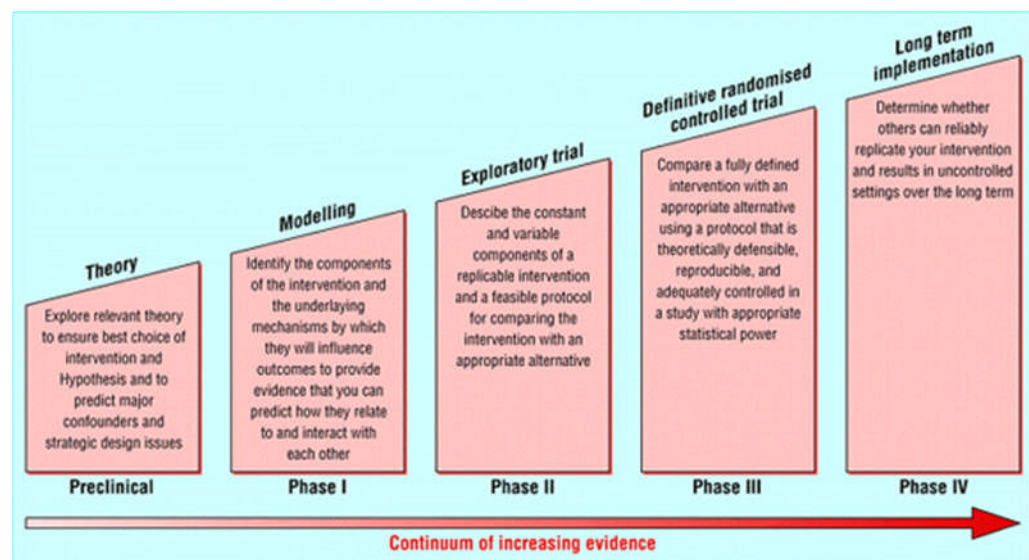 Theory
Explore relevant theory
to ensure best choice of
intervention and
Hypothesis and to
predict major
confounders and
strategic design issues
Preclinical
Modelling
Identify the components
of the intervention and
the underlaying
mechanisms by which
they will influence
outcomes to provide
evidence that you can
predict how they relate
to and interact with
each other
Phase I
Exploratory trial
Descibe the constant
and variable
components of a
replicable intervention
and a feasible protocol
for comparing the
intervention with an
appropriate alternative
Phase II
Definitive randomised
controlled trial
Compare a fully defined
intervention with an
appropriate alternative
using a protocol that is
theoretically defensible,
reproducible, and
adequately controlled in
a study with appropriate
statistical power
Phase III
Long term
implementation
Determine whether
others can reliably
replicate your intervention
and results in uncontrolled
settings over the long term
Phase IV
Continuum of increasing evidence